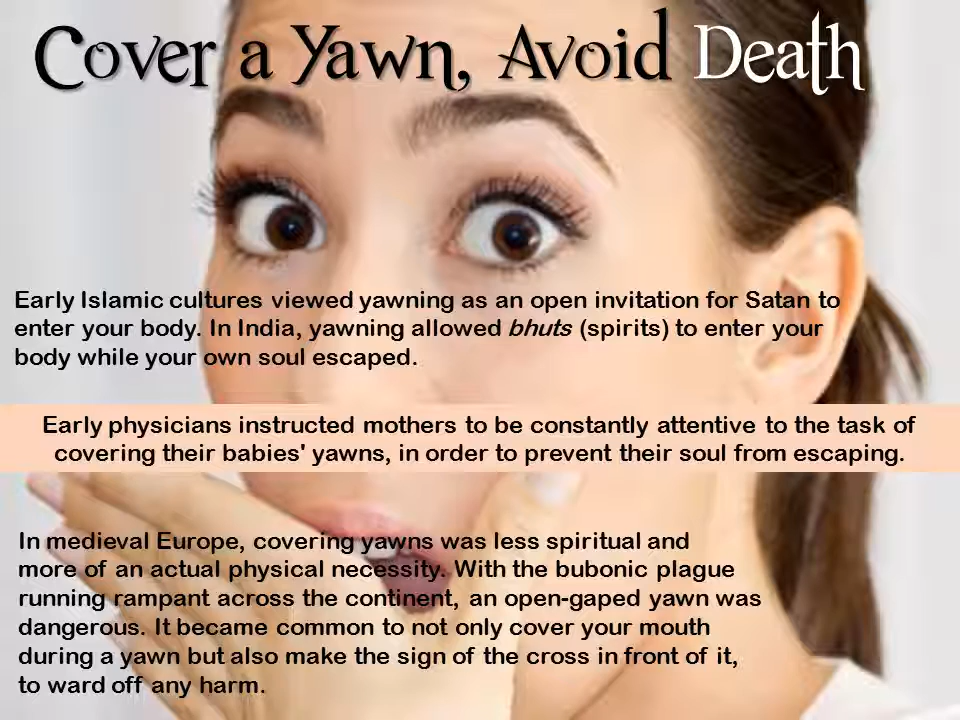 Cover a Yawn, Avoid Death
Early Islamic cultures viewed yawning as an open invitation for Satan to
enter your body. In India, yawning allowed bhuts (spirits) to enter your
body while your own soul escaped.
Early physicians instructed mothers to be constantly attentive to the task of
covering their babies' yawns, in order to prevent their soul from escaping.
In medieval Europe, covering yawns was less spiritual and
more of an actual physical necessity. With the bubonic plague
running rampant across the continent, an open-gaped yawn was
dangerous. It became common to not only cover your mouth
during a yawn but also make the sign of the cross in front of it,
to ward off any harm.